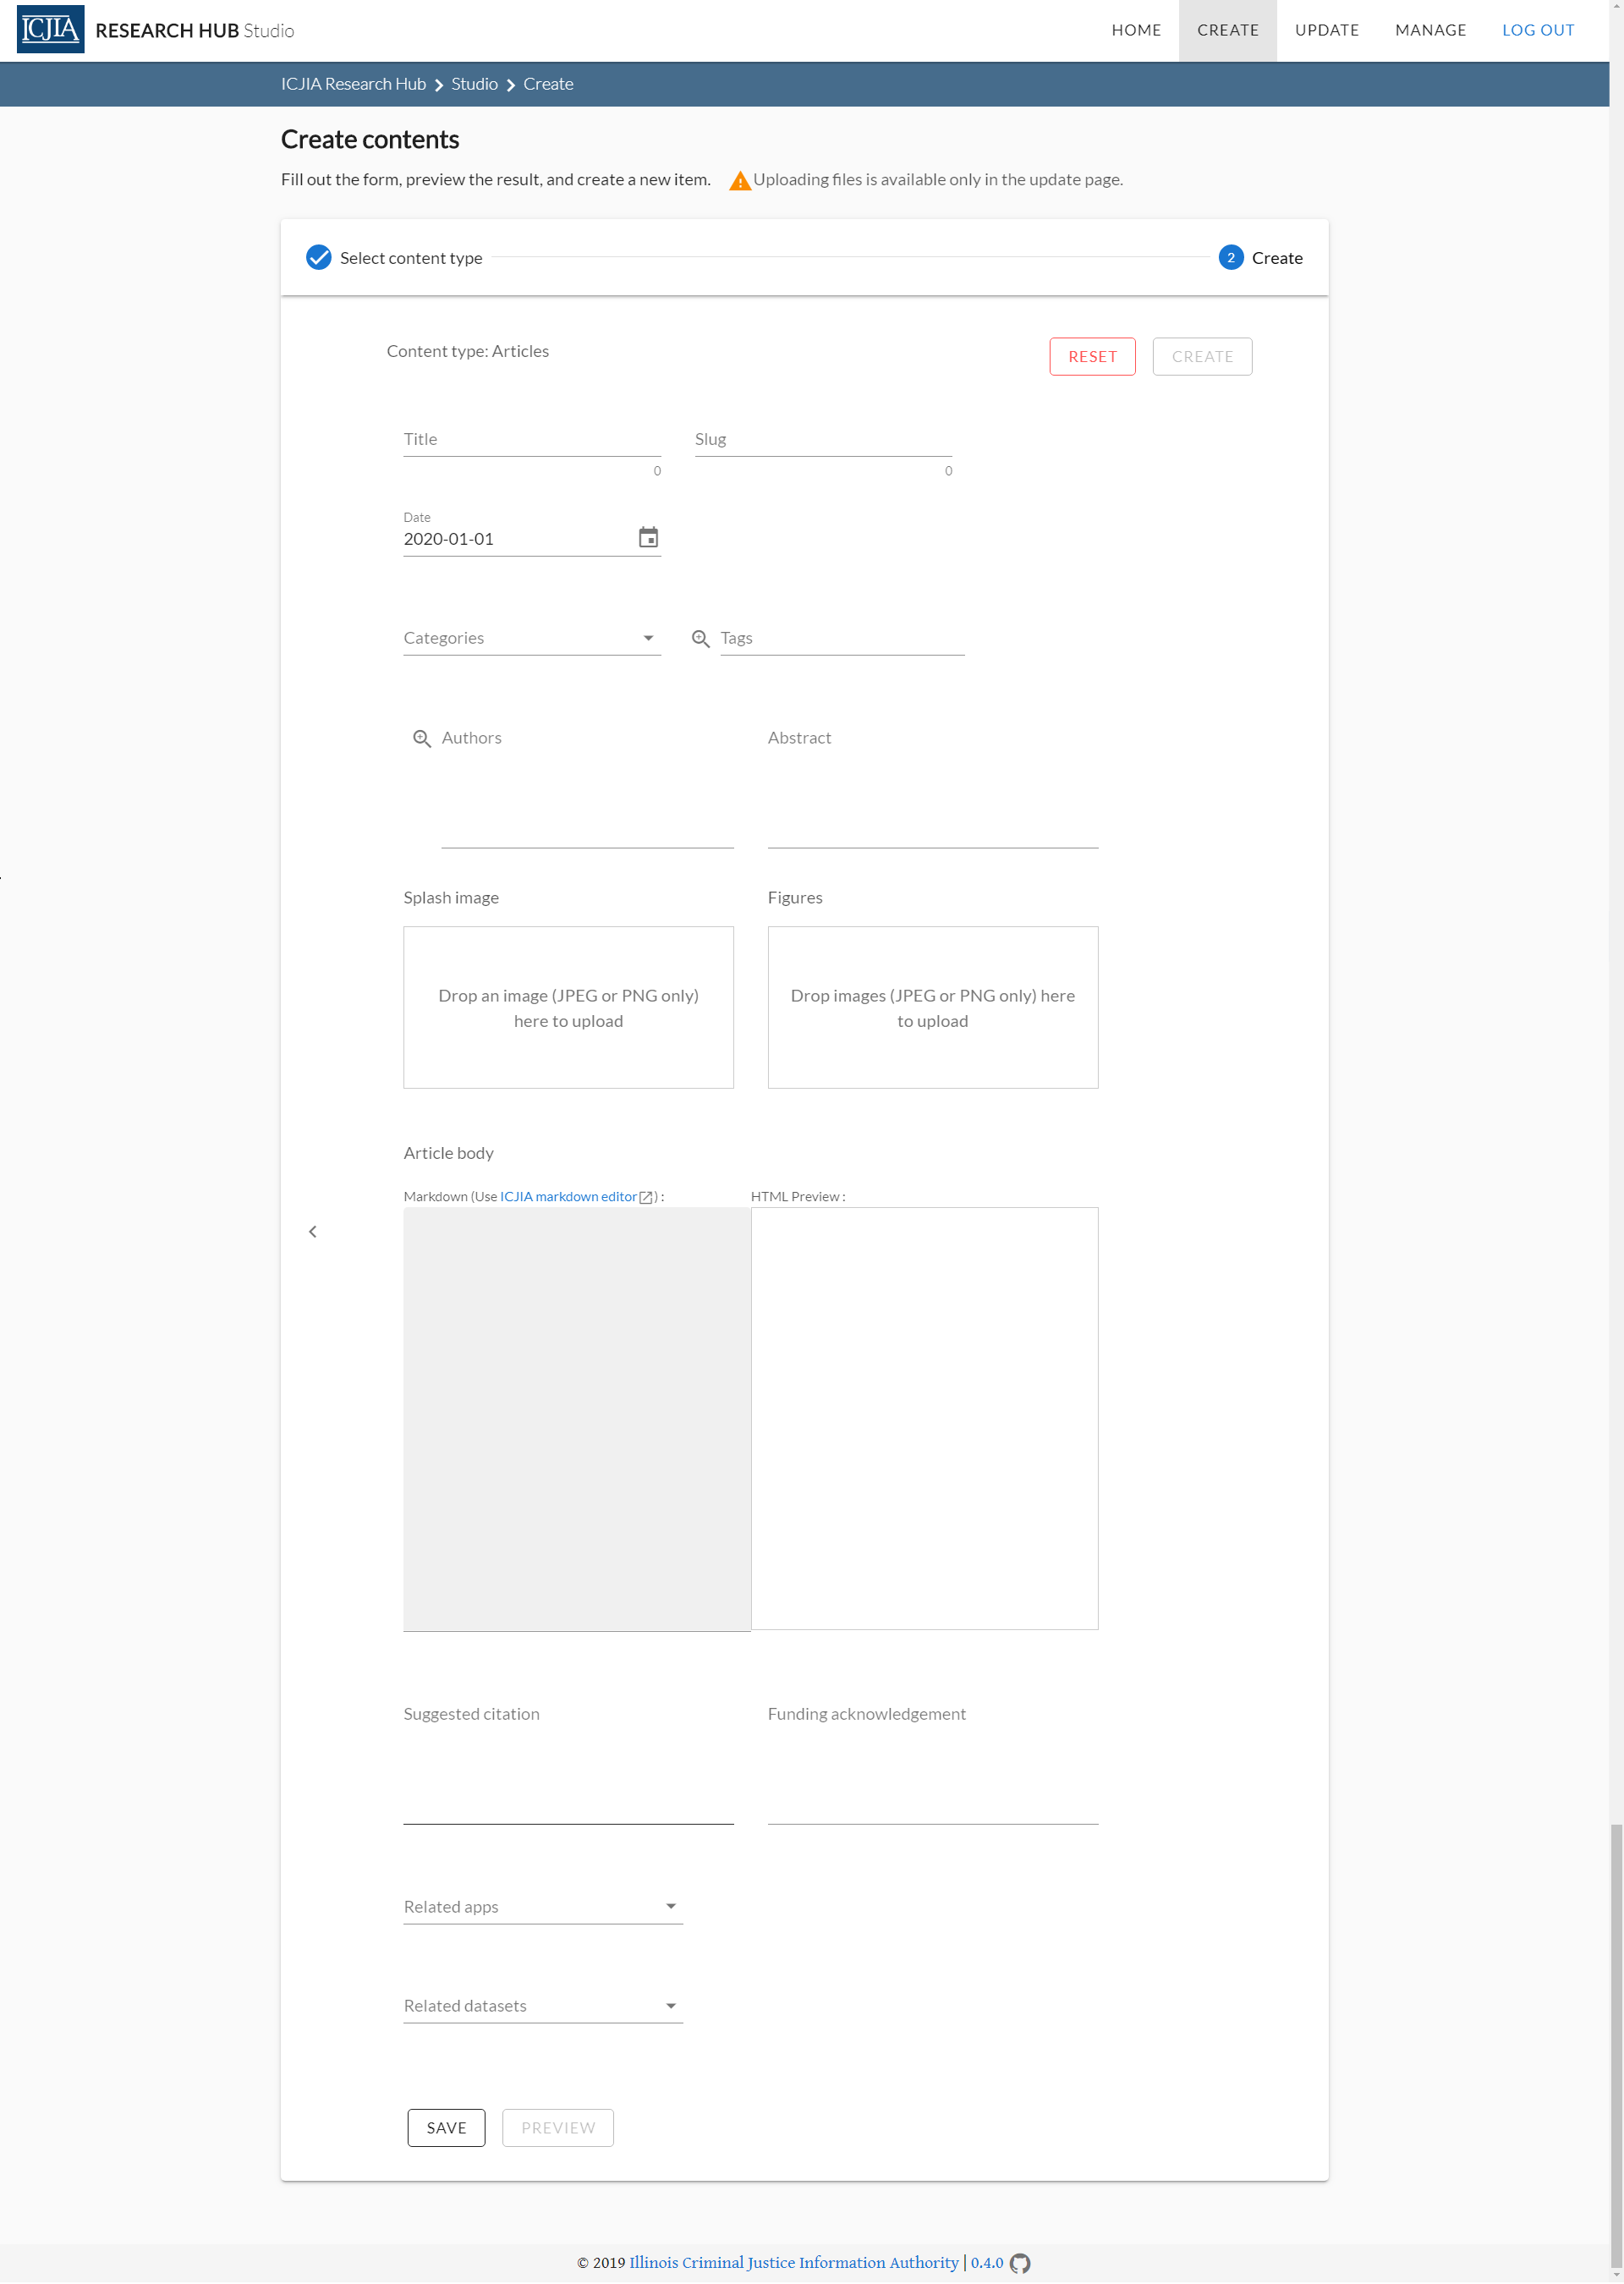 ICJIA RESEARCH HUB Studio HOME CREATE UPDATE MANAGE LOG OUT
ICJIA Research Hub Studio Create
Create contents
Fill out the form, preview the result, and create a new item. Uploading files is available only in the update page.
Select content type 2 Create
Content type: Articles RESET CREATE
Title Slug
0 0
Date
2020-01-01
Categories Tags
Authors Abstract
Splash image Figures
Drop an image (JPEG or PNG only) Drop images (JPEG or PNG only) here
here to upload to upload
Article body
Markdown (Use ICJIA markdown editor) : HTML Preview :
Suggested citation Funding acknowledgement
Related apps
Related datasets
SAVE PREVIEW
© 2019 Illinois Criminal Justice Information Authority | 0.4.0